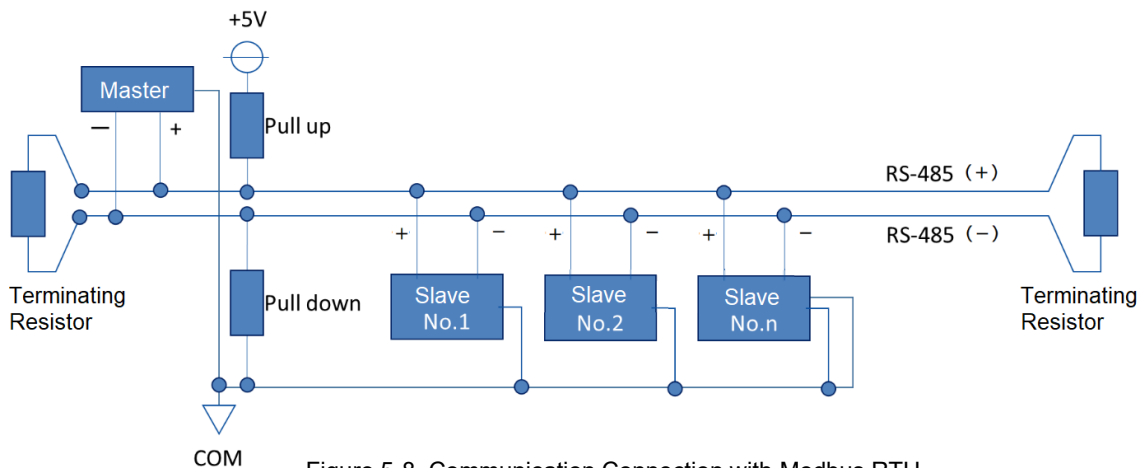 +5V
Master
— +
Pull up
RS-485 (+)
RS-485 (−)
+ − + − + −
Terminating
Resistor
Pull down
Slave
No.1
Slave
No.2
Slave
No.n
Terminating
Resistor
COM